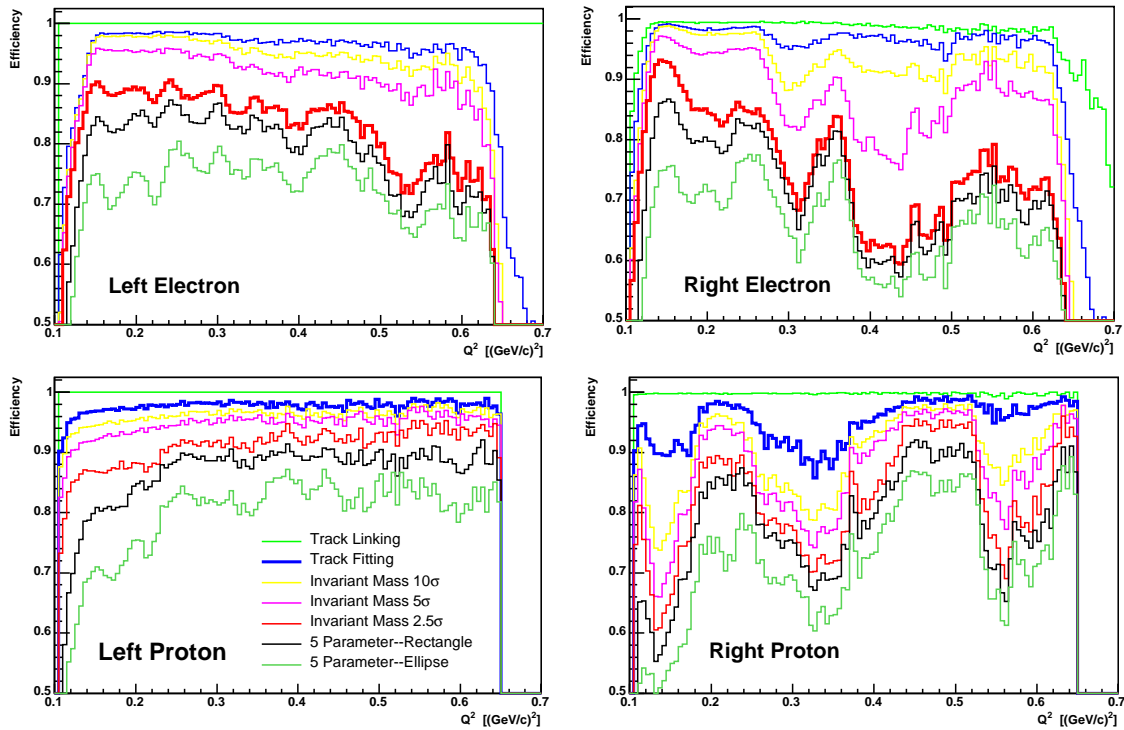 Efficiency
1
0.9
0.8
0.7
0.6
0.5
0.1 0.2 0.3 0.4 0.5 0.6 0.7
Q² [(GeV/c)²]
Left Electron
Efficiency
1
0.9
0.8
0.7
0.6
0.5
0.1 0.2 0.3 0.4 0.5 0.6 0.7
Q² [(GeV/c)²]
Right Electron
Efficiency
1
0.9
0.8
0.7
0.6
0.5
0.1 0.2 0.3 0.4 0.5 0.6 0.7
Q² [(GeV/c)²]
Track Linking
Track Fitting
Invariant Mass 10σ
Invariant Mass 5σ
Invariant Mass 2.5σ
5 Parameter--Rectangle
5 Parameter--Ellipse
Left Proton
Efficiency
1
0.9
0.8
0.7
0.6
0.5
0.1 0.2 0.3 0.4 0.5 0.6 0.7
Q² [(GeV/c)²]
Right Proton